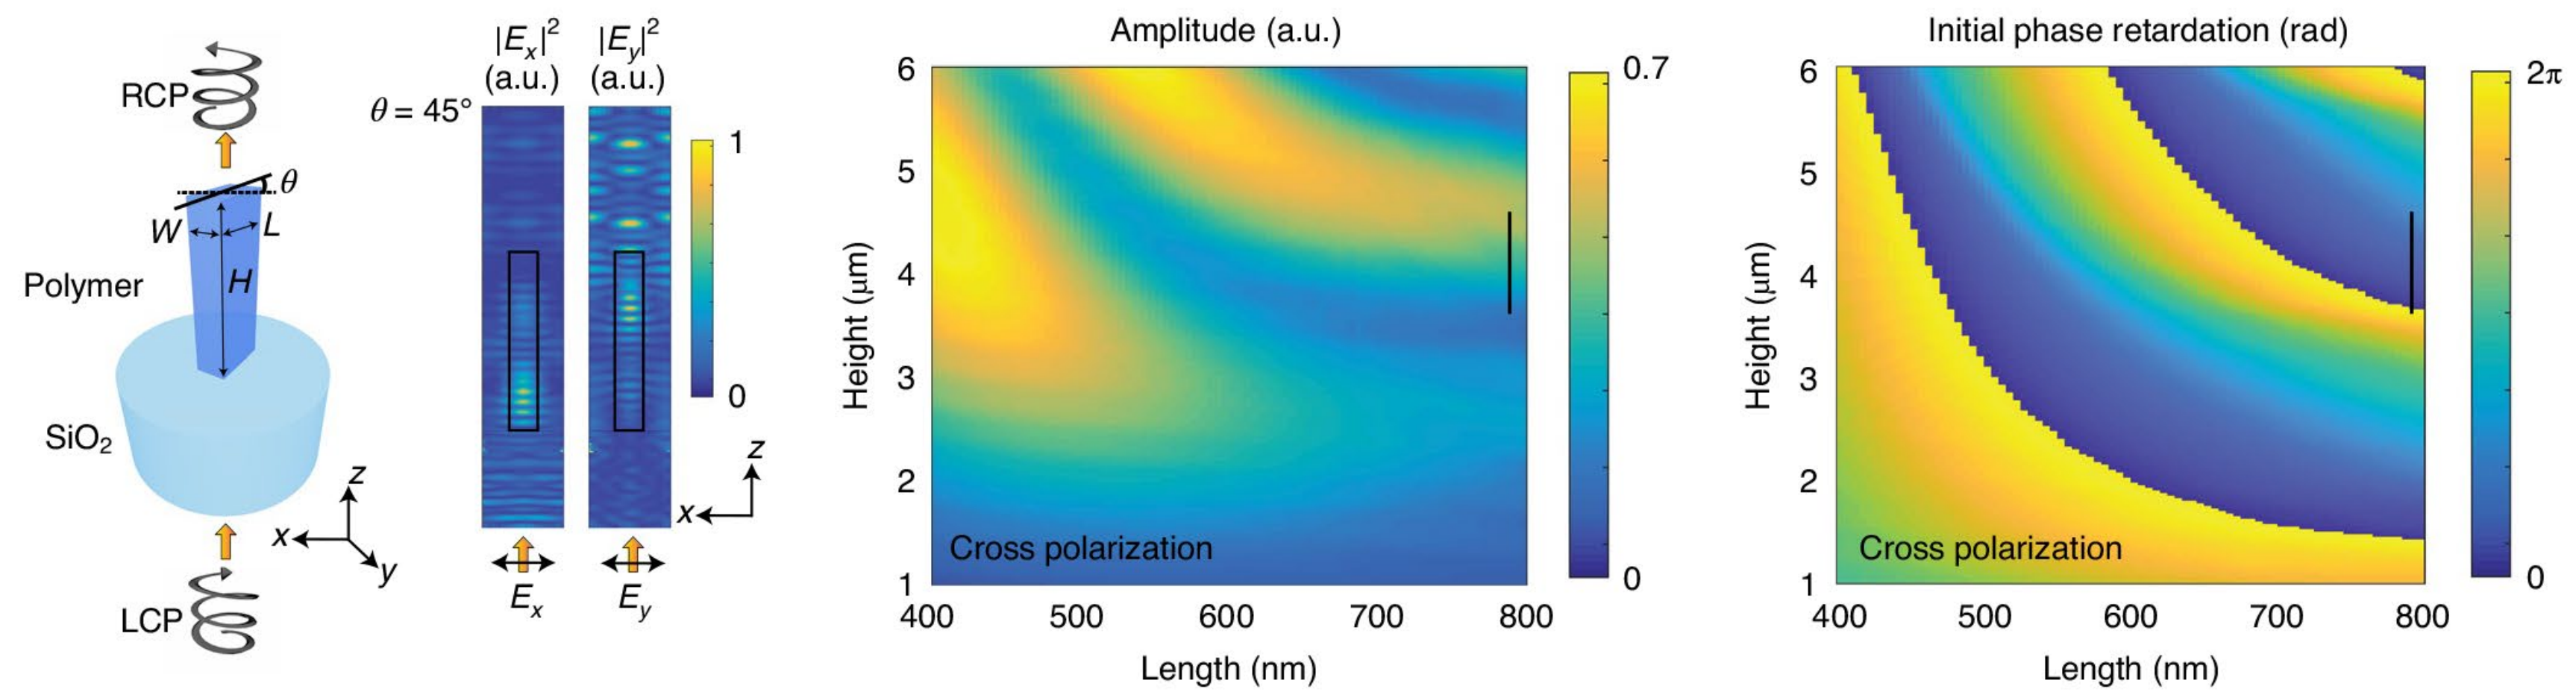 RCP
θ
W
L
H
Polymer
SiO₂
z
x
y
LCP
θ = 45°
|Eₓ|²
(a.u.)
|Eᵧ|²
(a.u.)
1
0
z
x
Eₓ
Eᵧ
Amplitude (a.u.)
6
5
4
3
2
1
Height (μm)
Cross polarization
400 500 600 700 800
Length (nm)
0.7
0
Initial phase retardation (rad)
6
5
4
3
2
1
Height (μm)
Cross polarization
400 500 600 700 800
Length (nm)
2π
0